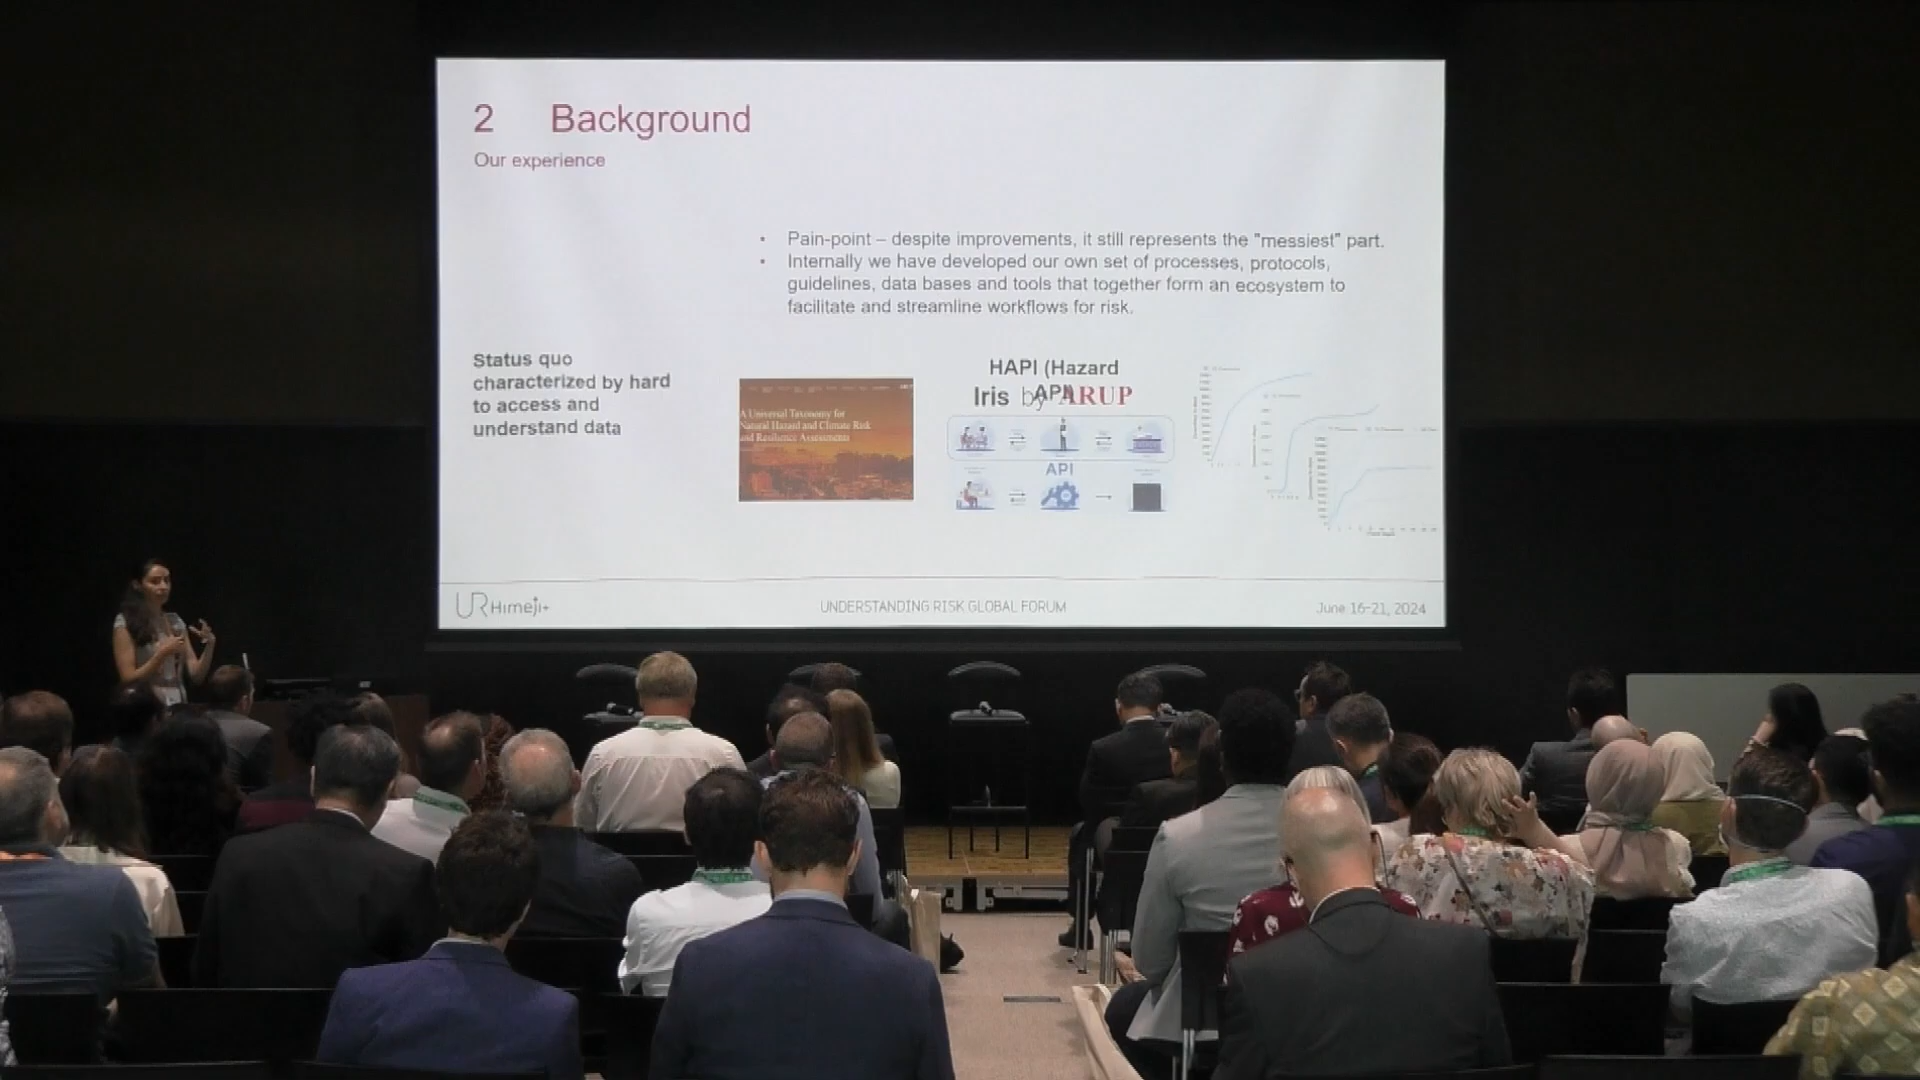 2 Background
Our experience
• Pain-point – despite improvements, it still represents the "messiest" part.
• Internally we have developed our own set of processes, protocols,
guidelines, data bases and tools that together form an ecosystem to
facilitate and streamline workflows for risk.
Status quo
characterized by hard
to access and
understand data
A Universal Taxonomy for
Natural Hazard and Climate Risk
and Resilience Assessments
HAPI (Hazard
API)
Iris by ARUP
API
URHimeji+
UNDERSTANDING RISK GLOBAL FORUM
June 16-21, 2024